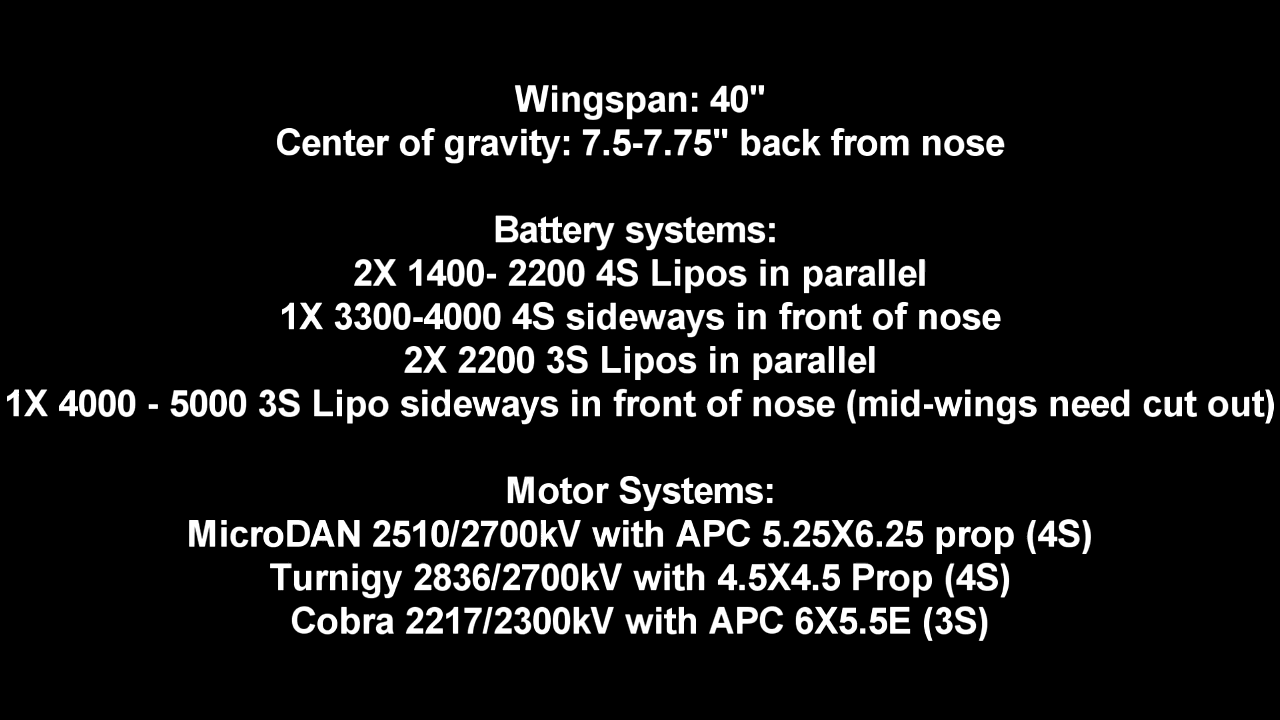 Wingspan: 40"
Center of gravity: 7.5-7.75" back from nose
Battery systems:
2X 1400- 2200 4S Lipos in parallel
1X 3300-4000 4S sideways in front of nose
2X 2200 3S Lipos in parallel
1X 4000 - 5000 3S Lipo sideways in front of nose (mid-wings need cut out)
Motor Systems:
MicroDAN 2510/2700kV with APC 5.25X6.25 prop (4S)
Turnigy 2836/2700kV with 4.5X4.5 Prop (4S)
Cobra 2217/2300kV with APC 6X5.5E (3S)